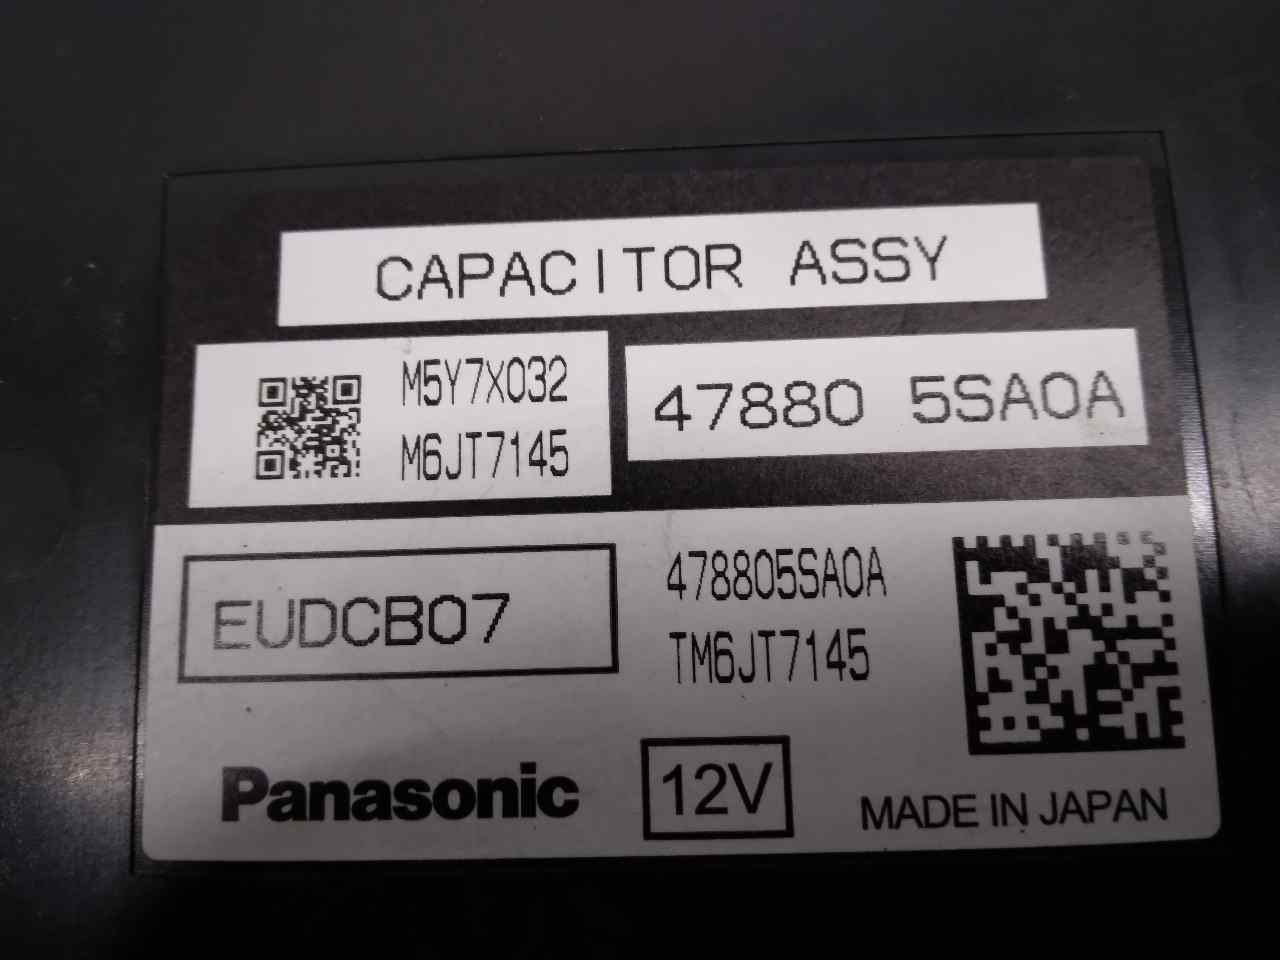 CAPACITOR ASSY
M5Y7X032
M6JT7145
47880 5SA0A
EUDCB07
478805SA0A
TM6JT7145
Panasonic
12V
MADE IN JAPAN